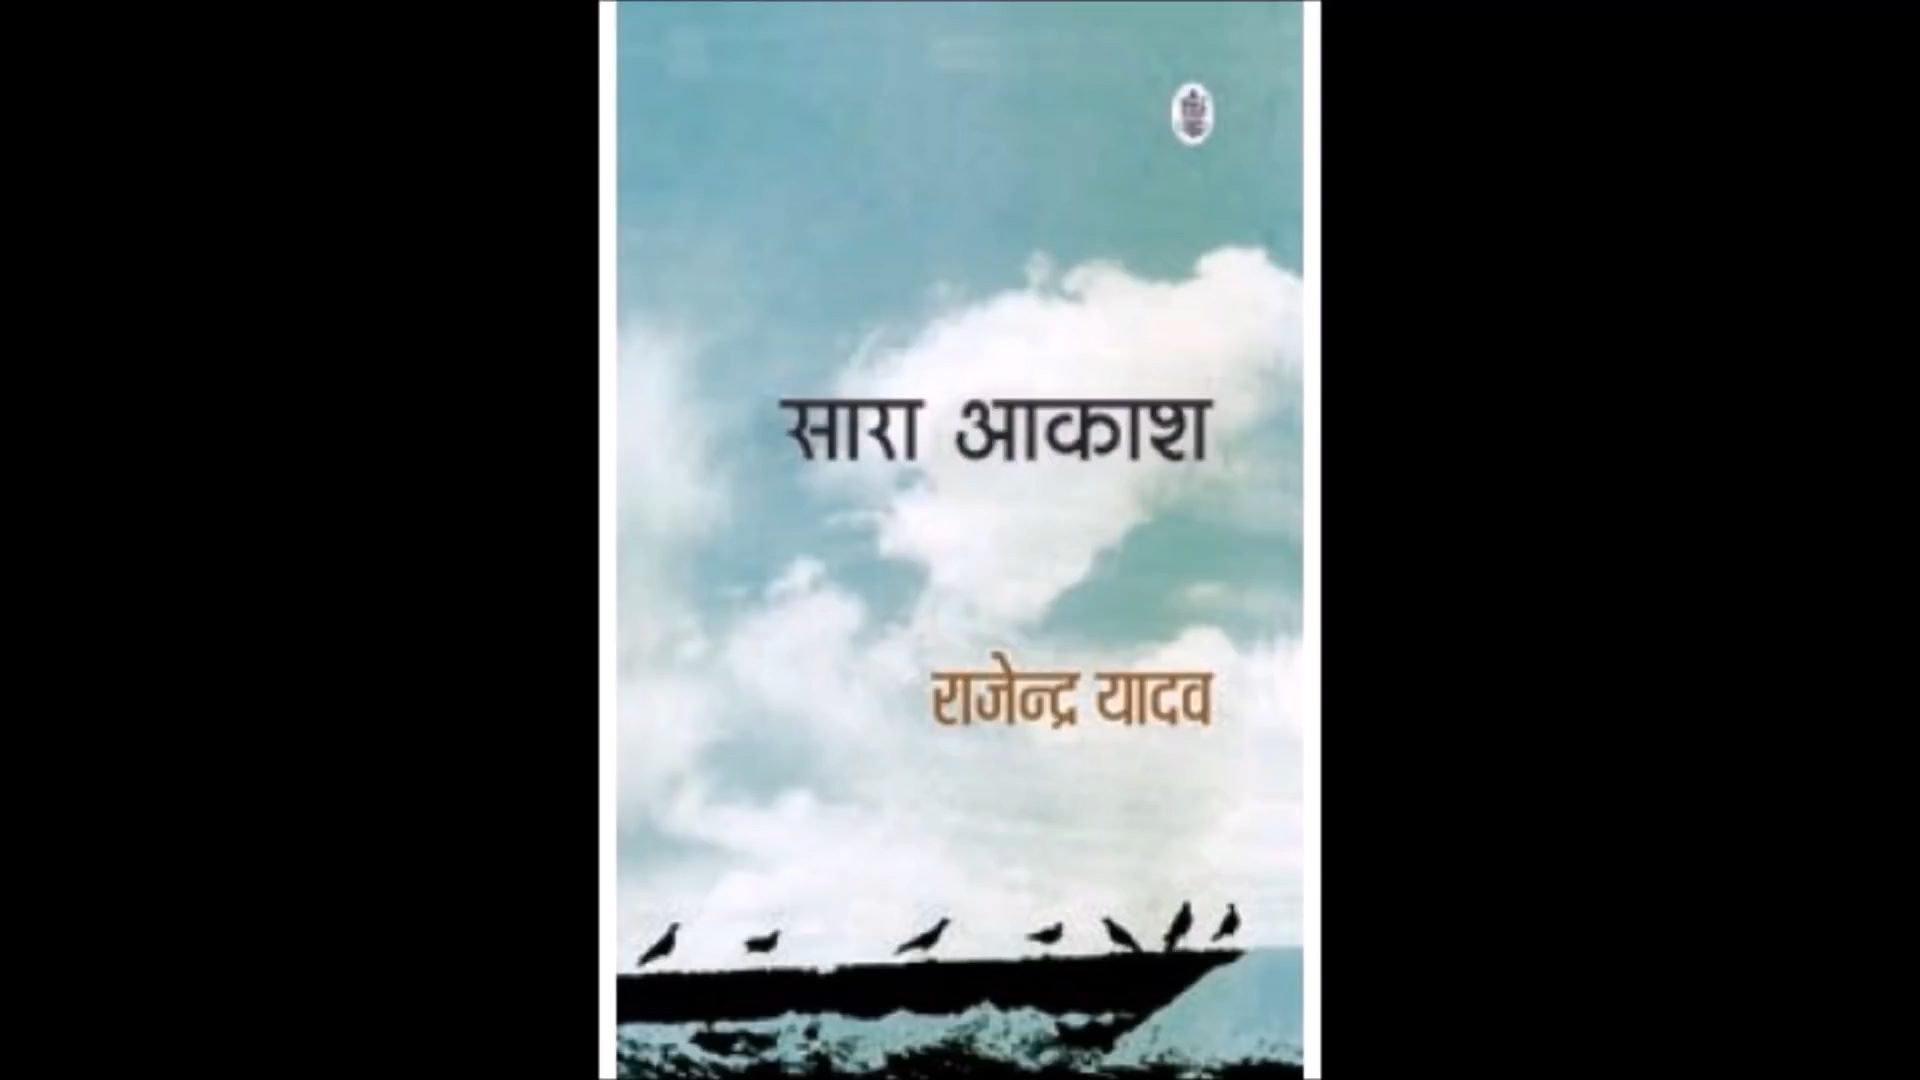 सारा आकाश
राजेन्द्र यादव